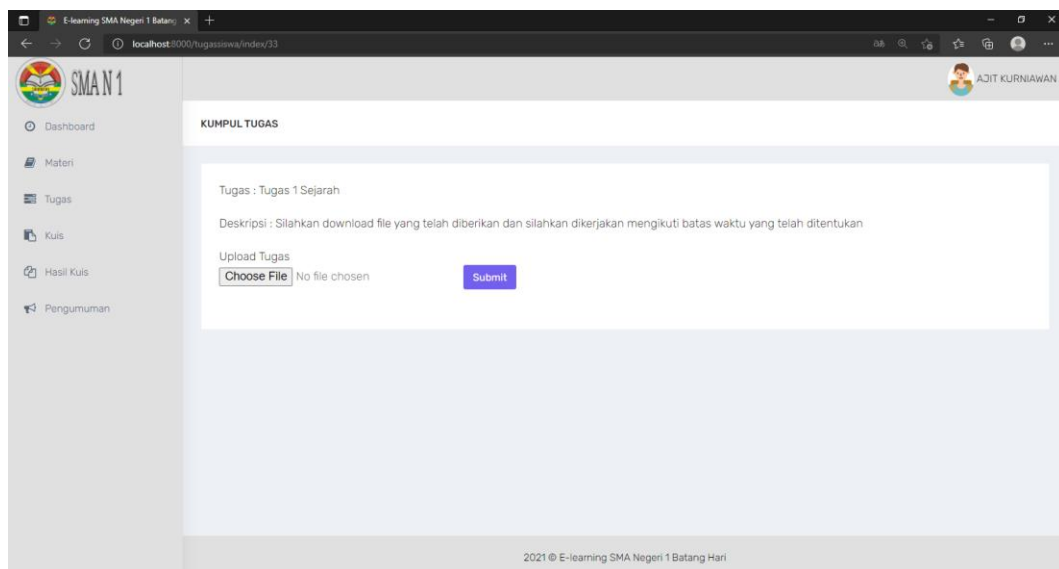 E-learning SMA Negeri 1 Batang
localhost:8000/tugassiswa/index/33
SMA N 1
AJIT KURNIAWAN
Dashboard
Materi
Tugas
Kuis
Hasil Kuis
Pengumuman
KUMPUL TUGAS
Tugas : Tugas 1 Sejarah
Deskripsi : Silahkan download file yang telah diberikan dan silahkan dikerjakan mengikuti batas waktu yang telah ditentukan
Upload Tugas
Choose File No file chosen
Submit
2021 © E-learning SMA Negeri 1 Batang Hari